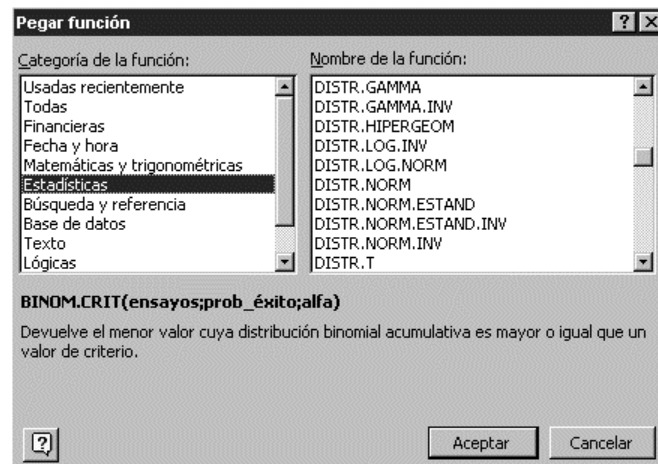 Pegar función
Categoría de la función:
Usadas recientemente
Todas
Financieras
Fecha y hora
Matemáticas y trigonométricas
Estadísticas
Búsqueda y referencia
Base de datos
Texto
Lógicas
Nombre de la función:
DISTR.GAMMA
DISTR.GAMMA.INV
DISTR.HIPERGEOM
DISTR.LOG.INV
DISTR.LOG.NORM
DISTR.NORM
DISTR.NORM.ESTAND
DISTR.NORM.ESTAND.INV
DISTR.NORM.INV
DISTR.T
BINOM.CRIT(ensayos;prob_éxito;alfa)
Devuelve el menor valor cuya distribución binomial acumulativa es mayor o igual que un
valor de criterio.
Aceptar
Cancelar